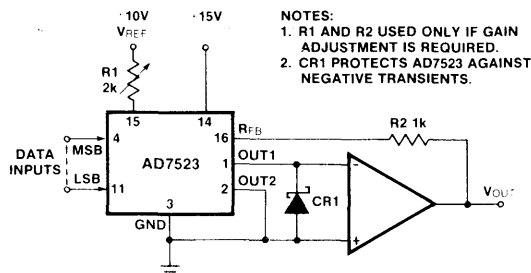 ·10V
VREF
·15V
NOTES:
1. R1 AND R2 USED ONLY IF GAIN
ADJUSTMENT IS REQUIRED.
2. CR1 PROTECTS AD7523 AGAINST
NEGATIVE TRANSIENTS.
R1
2k
15
14
16
RFB
R2 1k
DATA
INPUTS
MSB
4
AD7523
1
OUT1
LSB
11
2
OUT2
CR1
VOUT
3
GND
−
+